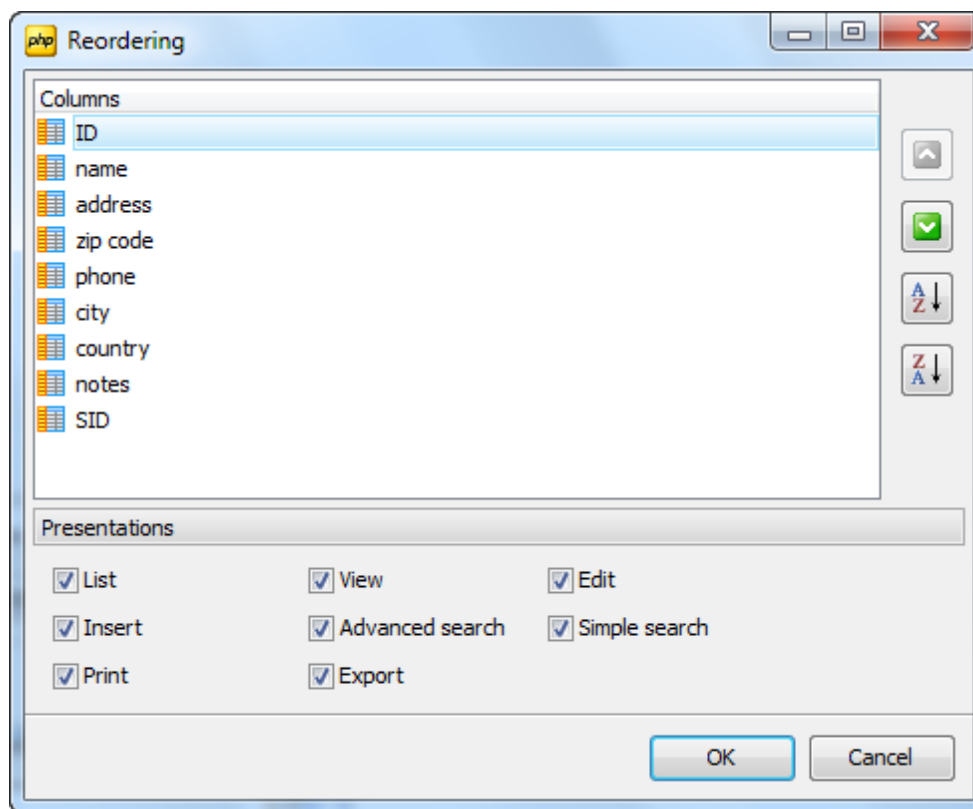 php Reordering
Columns
ID
name
address
zip code
phone
city
country
notes
SID
A
Z
Z
A
Presentations
List View Edit
Insert Advanced search Simple search
Print Export
OK Cancel